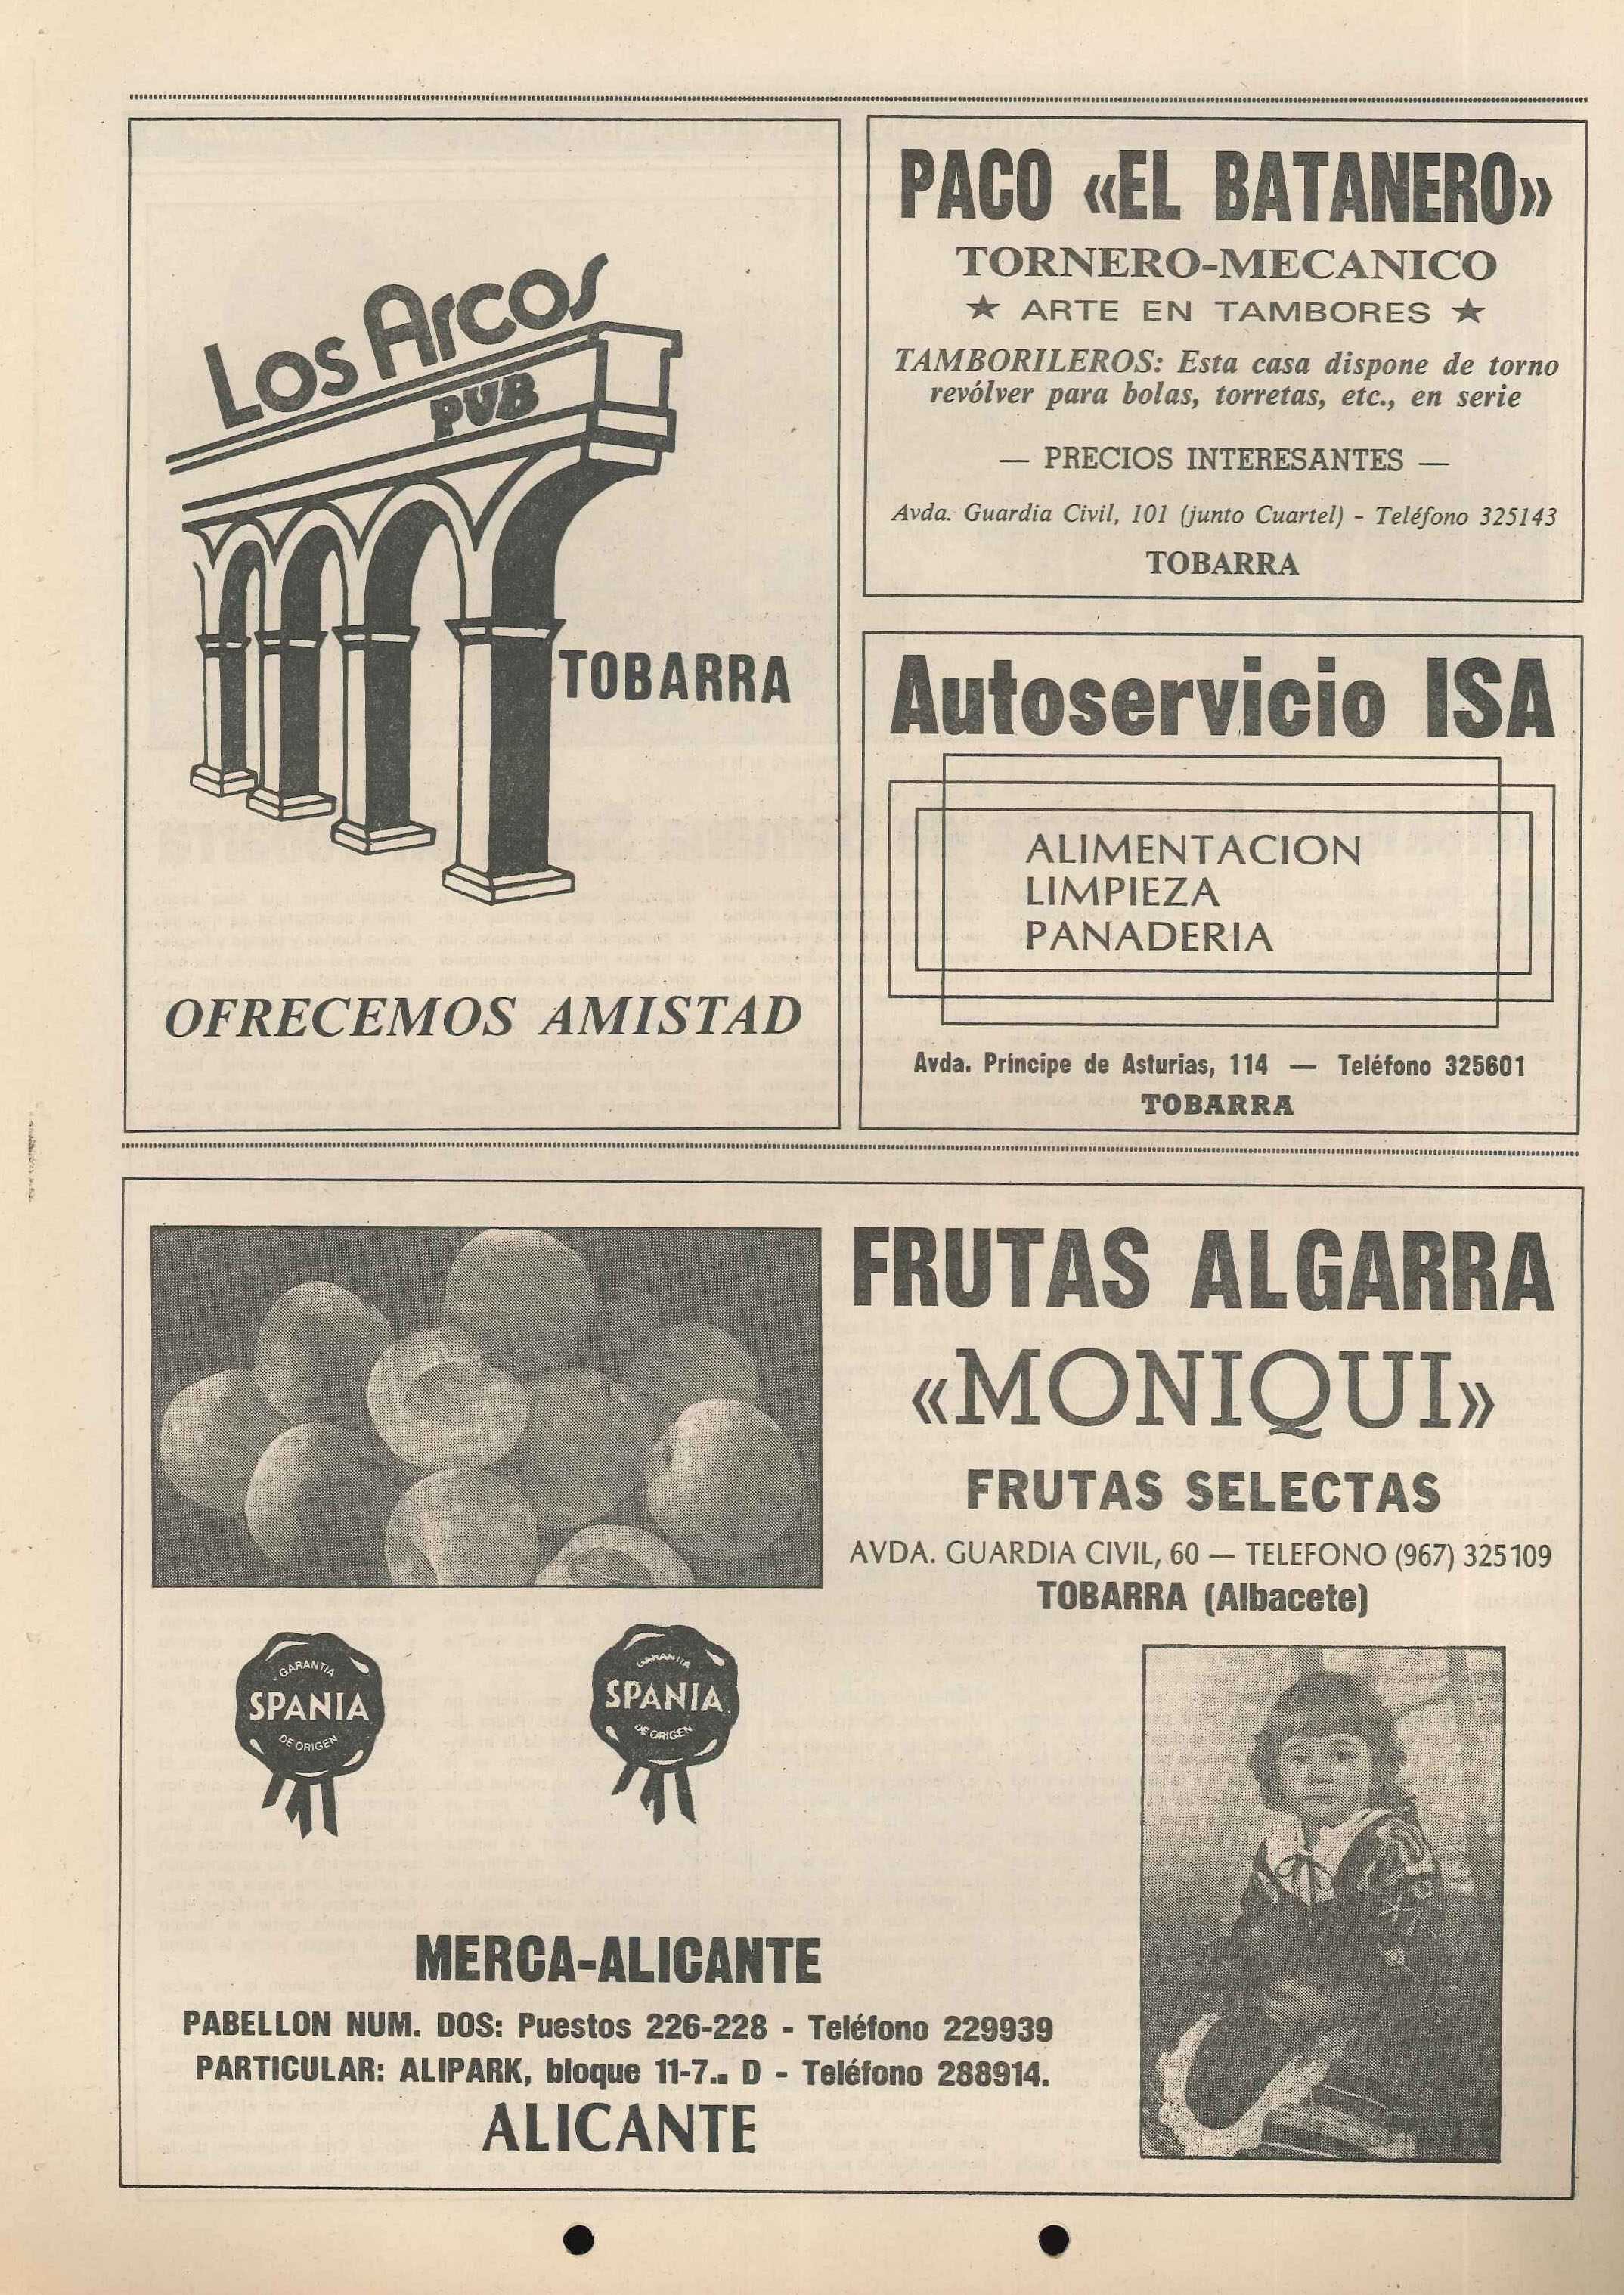 Los Arcos
PUB
TOBARRA
OFRECEMOS AMISTAD
PACO «EL BATANERO»
TORNERO-MECANICO
★ ARTE EN TAMBORES ★
TAMBORILEROS: Esta casa dispone de torno
revólver para bolas, torretas, etc., en serie
— PRECIOS INTERESANTES —
Avda. Guardia Civil, 101 (junto Cuartel) - Teléfono 325143
TOBARRA
Autoservicio ISA
ALIMENTACION
LIMPIEZA
PANADERIA
Avda. Príncipe de Asturias, 114 — Teléfono 325601
TOBARRA
FRUTAS ALGARRA
«MONIQUI»
FRUTAS SELECTAS
AVDA. GUARDIA CIVIL, 60 — TELEFONO (967) 325109
TOBARRA (Albacete)
GARANTIA
SPANIA
DE ORIGEN
GARANTIA
SPANIA
DE ORIGEN
MERCA-ALICANTE
PABELLON NUM. DOS: Puestos 226-228 - Teléfono 229939
PARTICULAR: ALIPARK, bloque 11-7.. D - Teléfono 288914.
ALICANTE